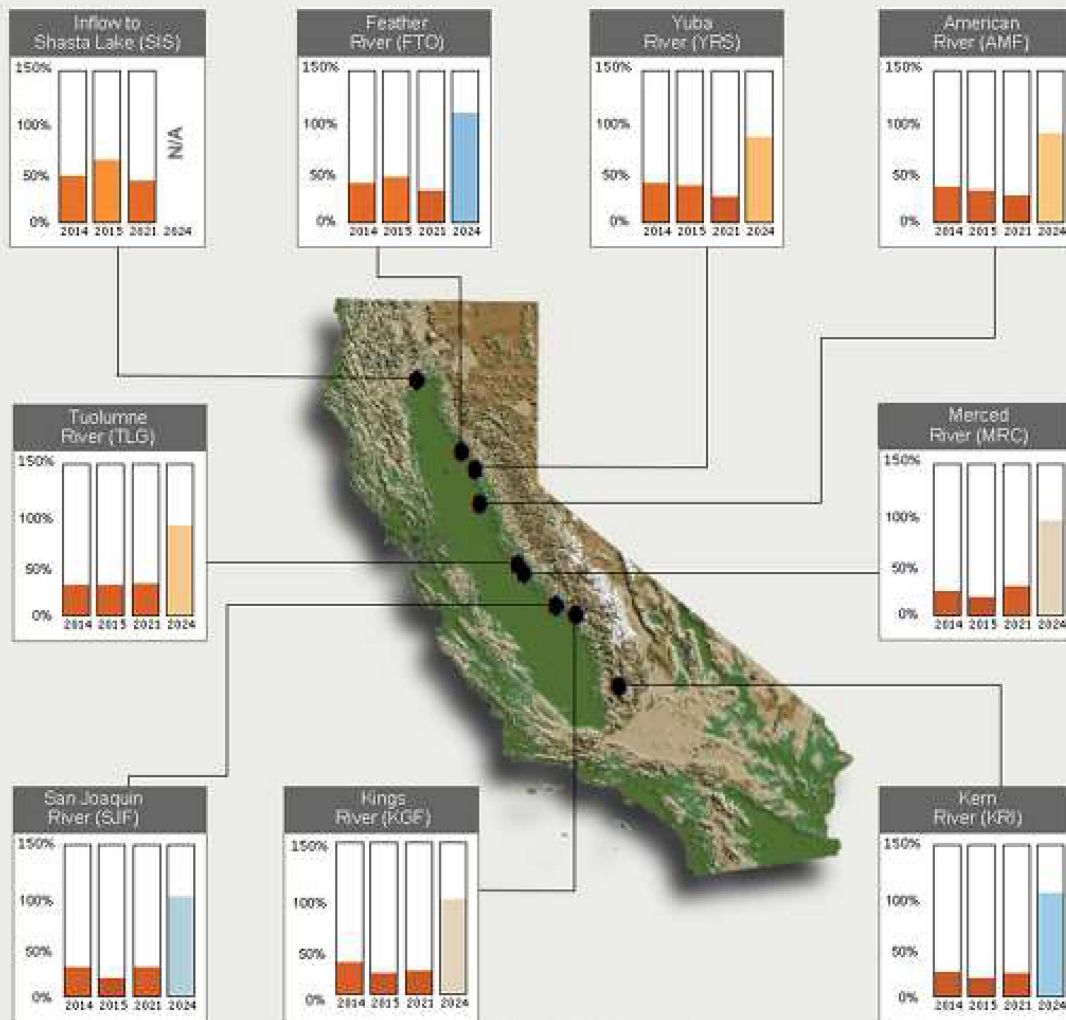 Inflow to
Shasta Lake (SIS)
150%
100%
50%
0%
N/A
2014 2015 2021 2024
Feather
River (FTO)
150%
100%
50%
0%
2014 2015 2021 2024
Yuba
River (YRS)
150%
100%
50%
0%
2014 2015 2021 2024
American
River (AMF)
150%
100%
50%
0%
2014 2015 2021 2024
Tuolumne
River (TLG)
150%
100%
50%
0%
2014 2015 2021 2024
Merced
River (MRC)
150%
100%
50%
0%
2014 2015 2021 2024
San Joaquin
River (SJF)
150%
100%
50%
0%
2014 2015 2021 2024
Kings
River (KGF)
150%
100%
50%
0%
2014 2015 2021 2024
Kern
River (KRI)
150%
100%
50%
0%
2014 2015 2021 2024